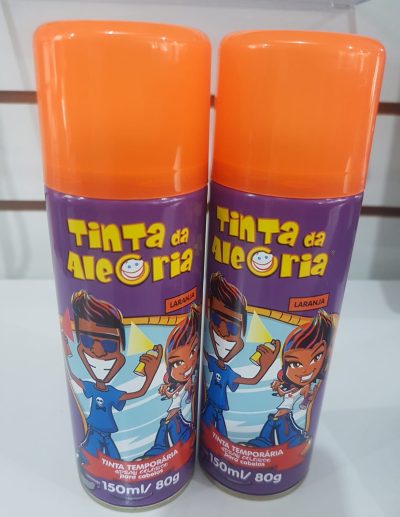 Tinta da
Alegria
LARANJA
TINTA TEMPORÁRIA
para cabelos
150ml/ 80g
Tinta da
Alegria
LARANJA
TINTA TEMPORÁRIA
para cabelos
150ml/ 80g